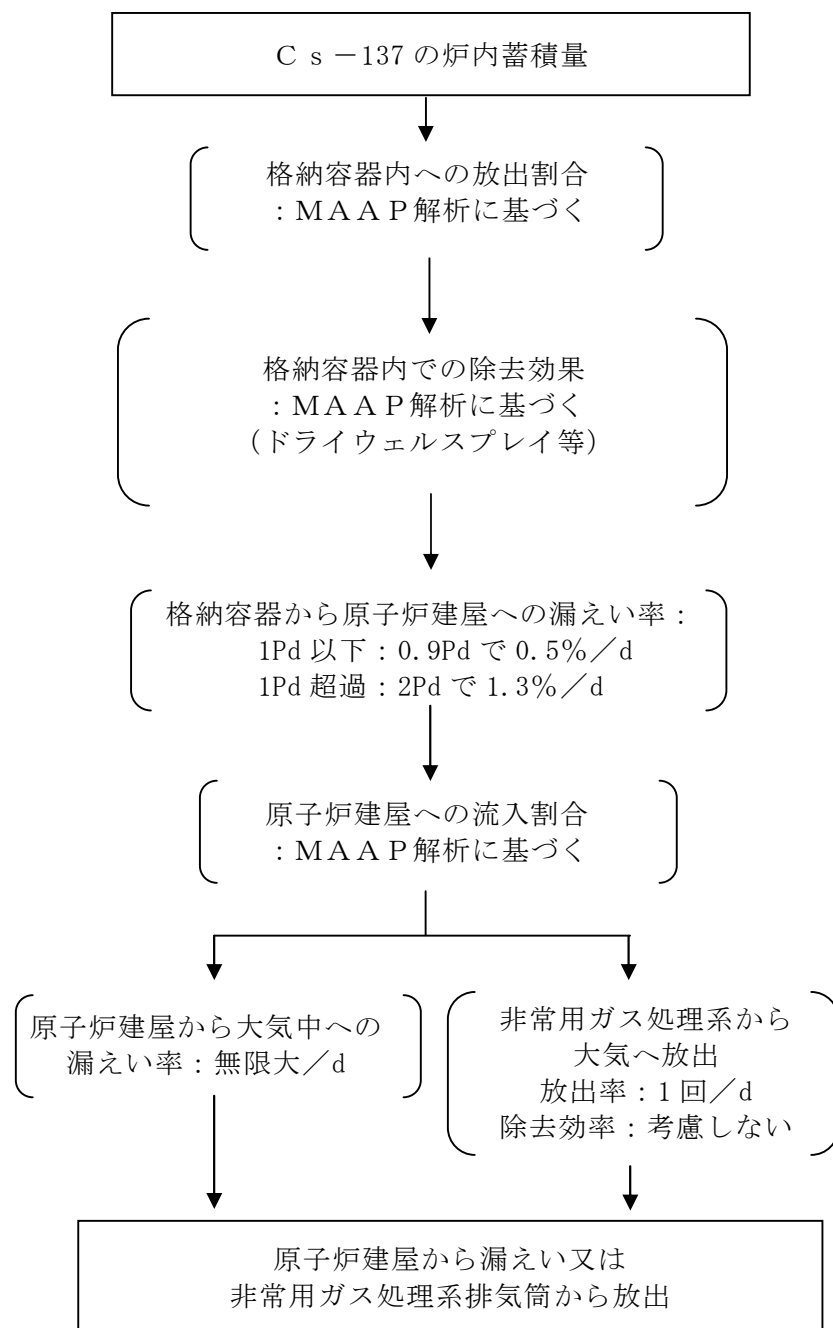 Ｃｓ－137 の炉内蓄積量
格納容器内への放出割合
：ＭＡＡＰ解析に基づく
格納容器内での除去効果
：ＭＡＡＰ解析に基づく
（ドライウェルスプレイ等）
格納容器から原子炉建屋への漏えい率：
1Pd 以下：0.9Pd で 0.5％／d
1Pd 超過：2Pd で 1.3％／d
原子炉建屋への流入割合
：ＭＡＡＰ解析に基づく
原子炉建屋から大気中への
漏えい率：無限大／d
非常用ガス処理系から
大気へ放出
放出率：1 回／d
除去効率：考慮しない
原子炉建屋から漏えい又は
非常用ガス処理系排気筒から放出